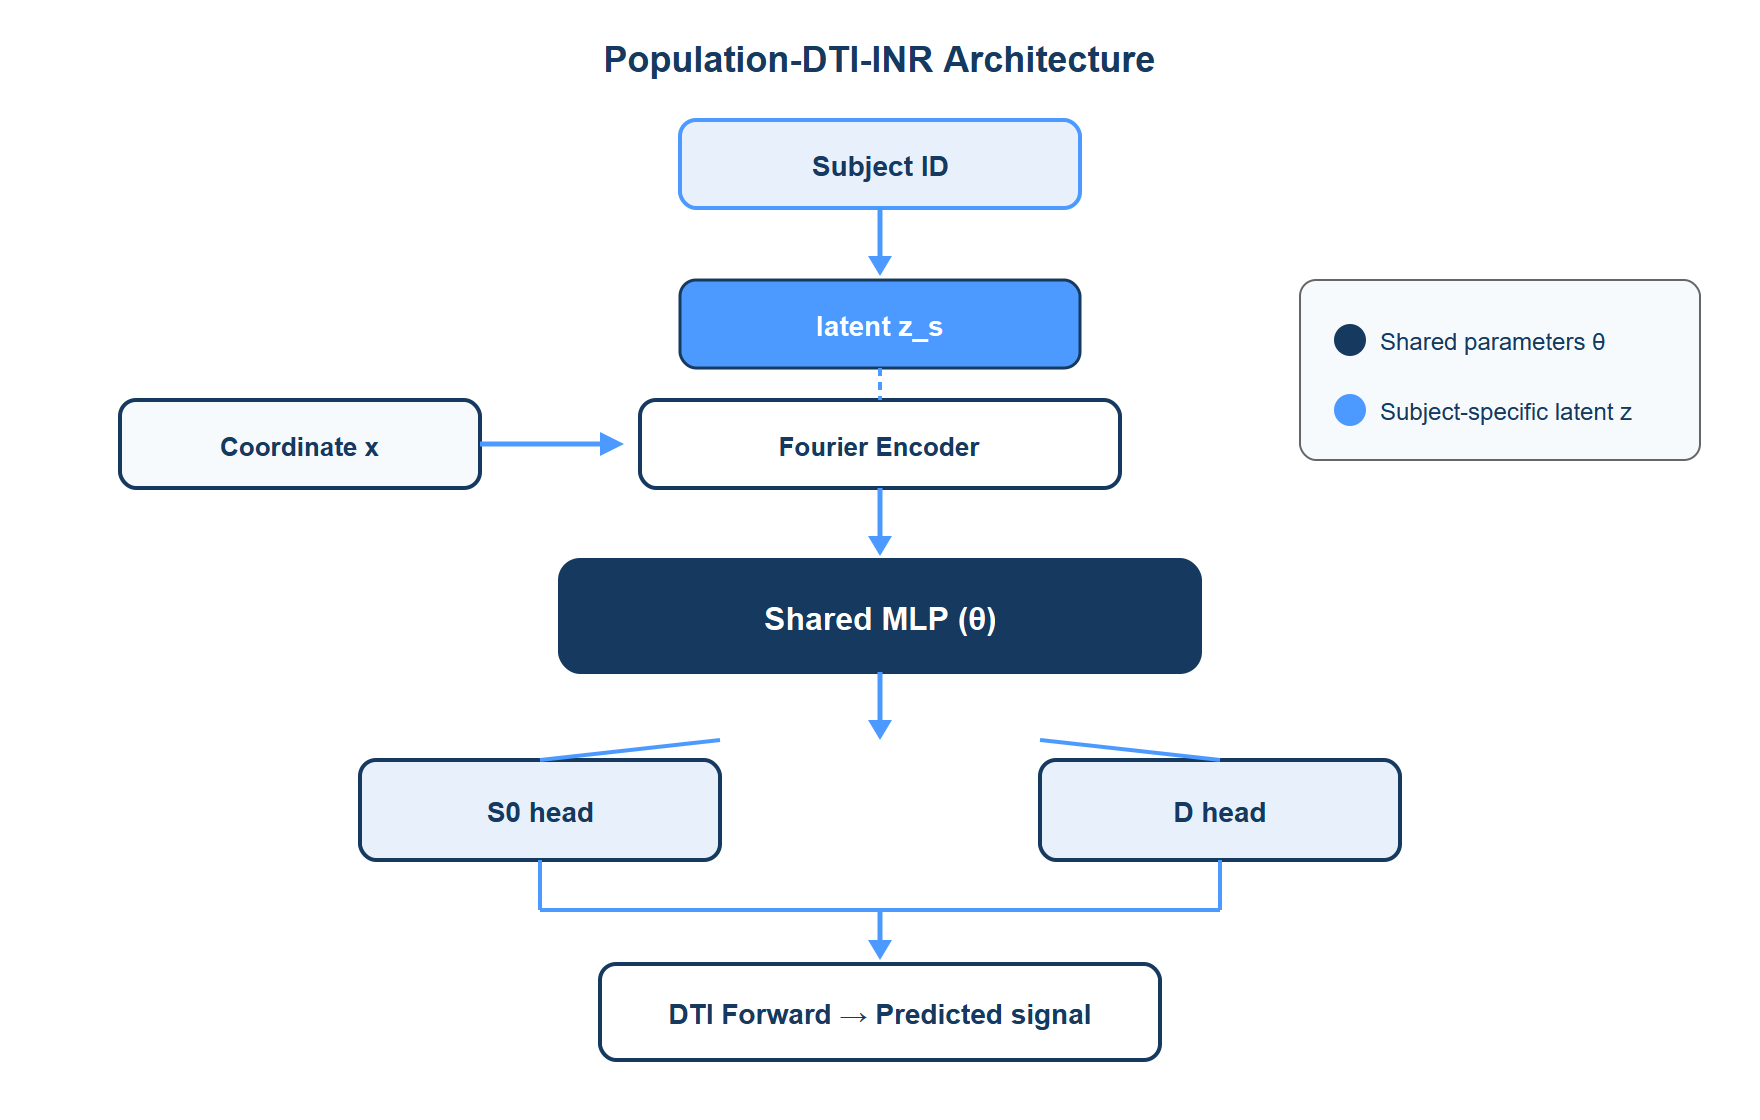 Population-DTI-INR Architecture
Subject ID
latent z_s
Coordinate x
Fourier Encoder
Shared parameters θ
Subject-specific latent z
Shared MLP (θ)
S0 head
D head
DTI Forward → Predicted signal